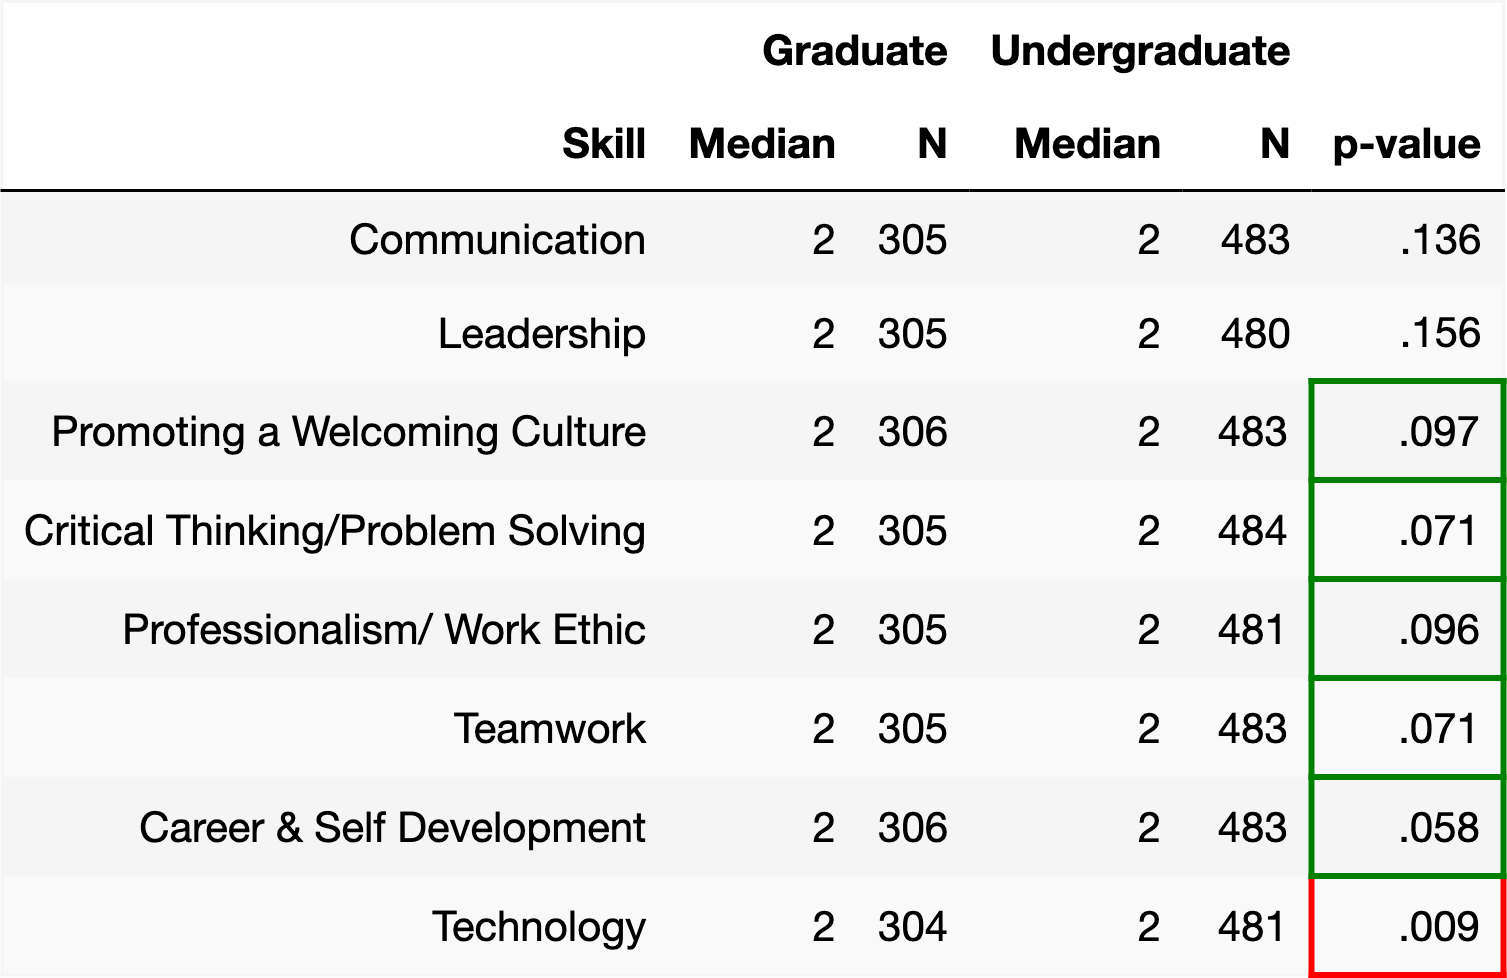 Graduate Undergraduate
Skill Median N Median N p-value
Communication 2 305 2 483 .136
Leadership 2 305 2 480 .156
Promoting a Welcoming Culture 2 306 2 483 .097
Critical Thinking/Problem Solving 2 305 2 484 .071
Professionalism/ Work Ethic 2 305 2 481 .096
Teamwork 2 305 2 483 .071
Career & Self Development 2 306 2 483 .058
Technology 2 304 2 481 .009